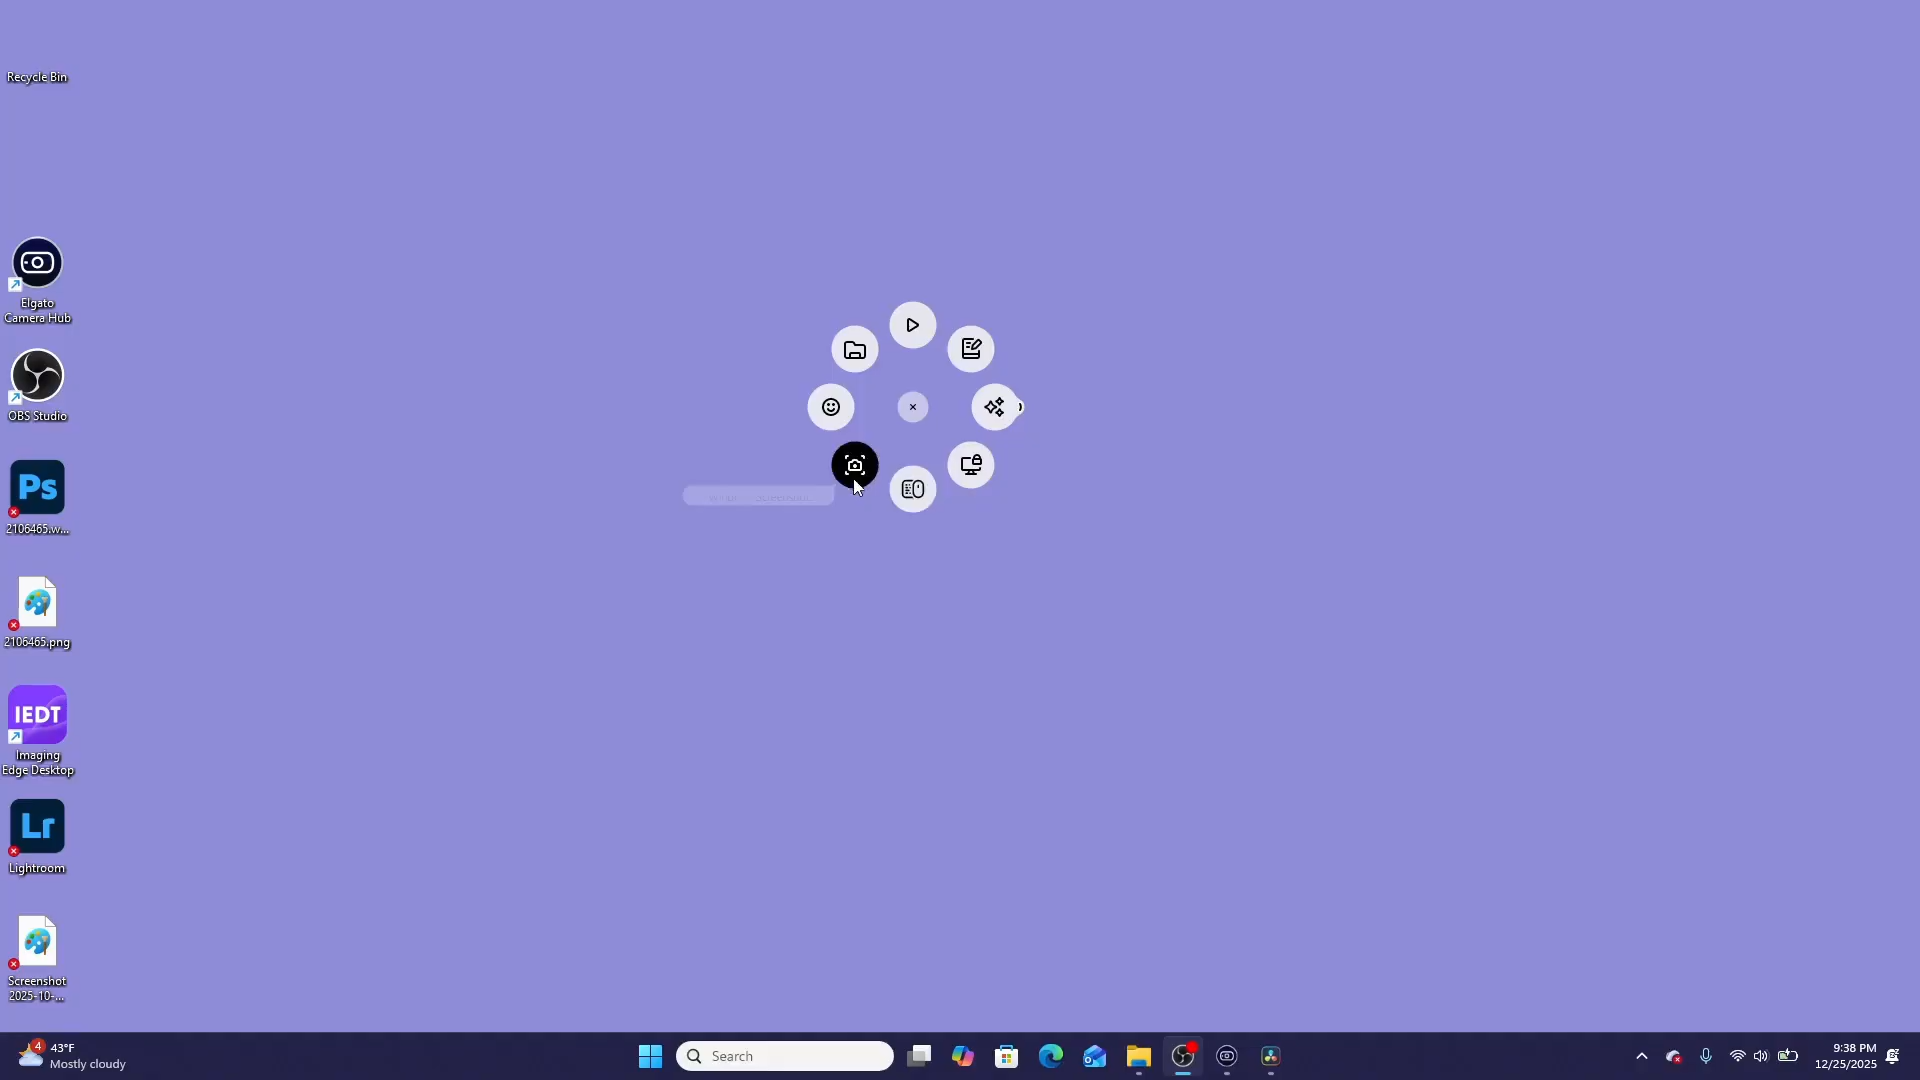 Recycle Bin
Elgato
Camera Hub
OBS Studio
Ps
2106465.w...
2106465.png
IEDT
Imaging
Edge Desktop
Lr
Lightroom
Screenshot
2025-10-...
4
43°F
Mostly cloudy
Search
9:38 PM
12/25/2025